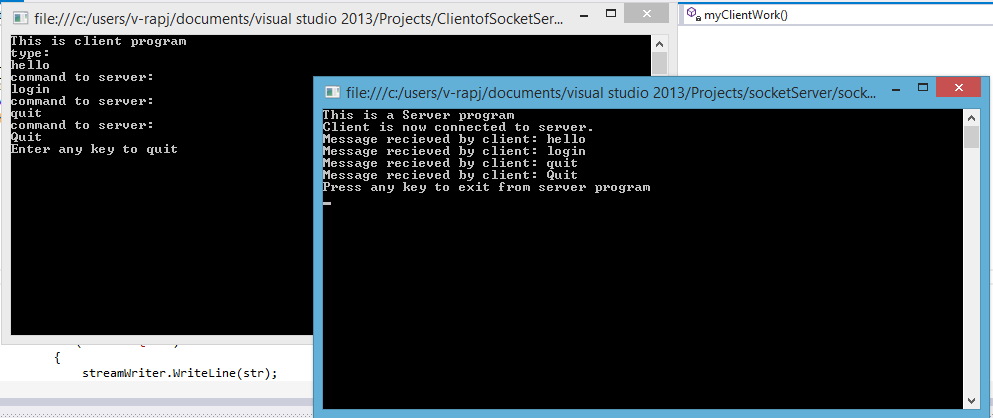 file:///c:/users/v-rapj/documents/visual studio 2013/Projects/ClientofSocketSer...
myClientWork()
This is client program
type:
hello
command to server:
login
command to server:
quit
command to server:
Quit
Enter any key to quit
file:///c:/users/v-rapj/documents/visual studio 2013/Projects/socketServer/sock...
This is a Server program
Client is now connected to server.
Message recieved by client: hello
Message recieved by client: login
Message recieved by client: quit
Message recieved by client: Quit
Press any key to exit from server program
{
streamWriter.WriteLine(str);